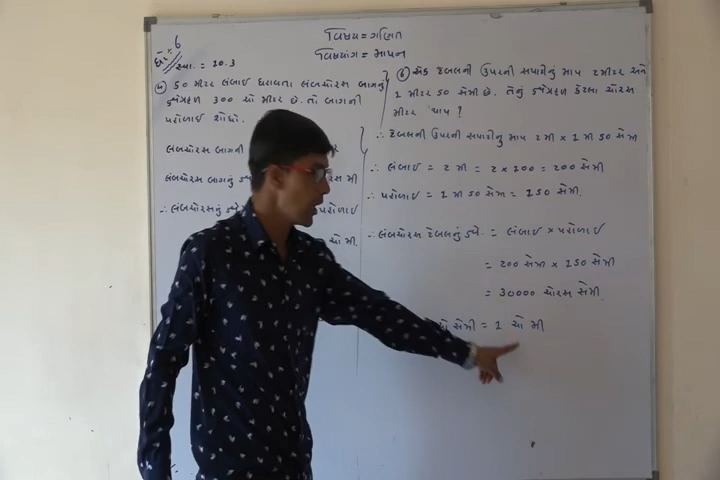 વિષય = ગણિત
વિષયાંગ = માપન
ધો. 6
સ્વા. = 10.3
50 મીટર લંબાઈ ધરાવતા લંબચોરસ બાગનું
ક્ષેત્રફળ 300 ચો મીટર છે. તો બાગની
પહોળાઈ શોધો.
લંબચોરસ બાગની
લંબચોરસ બાગનું
∴ લંબચોરસનું
પહોળાઈ
ચો મી.
એક ટેબલની ઉપરની સપાટીનું માપ 2 મીટર અને
1 મીટર 50 સેમી છે. તેનું ક્ષેત્રફળ કેટલા ચોરસ
મીટર થાય ?
∴ ટેબલની ઉપરની સપાટીનું માપ 2 મી × 1 મી 50 સેમી
∴ લંબાઈ = 2 મી = 2 × 100 = 200 સેમી
∴ પહોળાઈ = 1 મી 50 સેમી = 150 સેમી.
∴ લંબચોરસ ટેબલનું ક્ષે. = લંબાઈ × પહોળાઈ
= 200 સેમી × 150 સેમી
= 30000 ચોરસ સેમી
ચો સેમી = 1 ચો મી